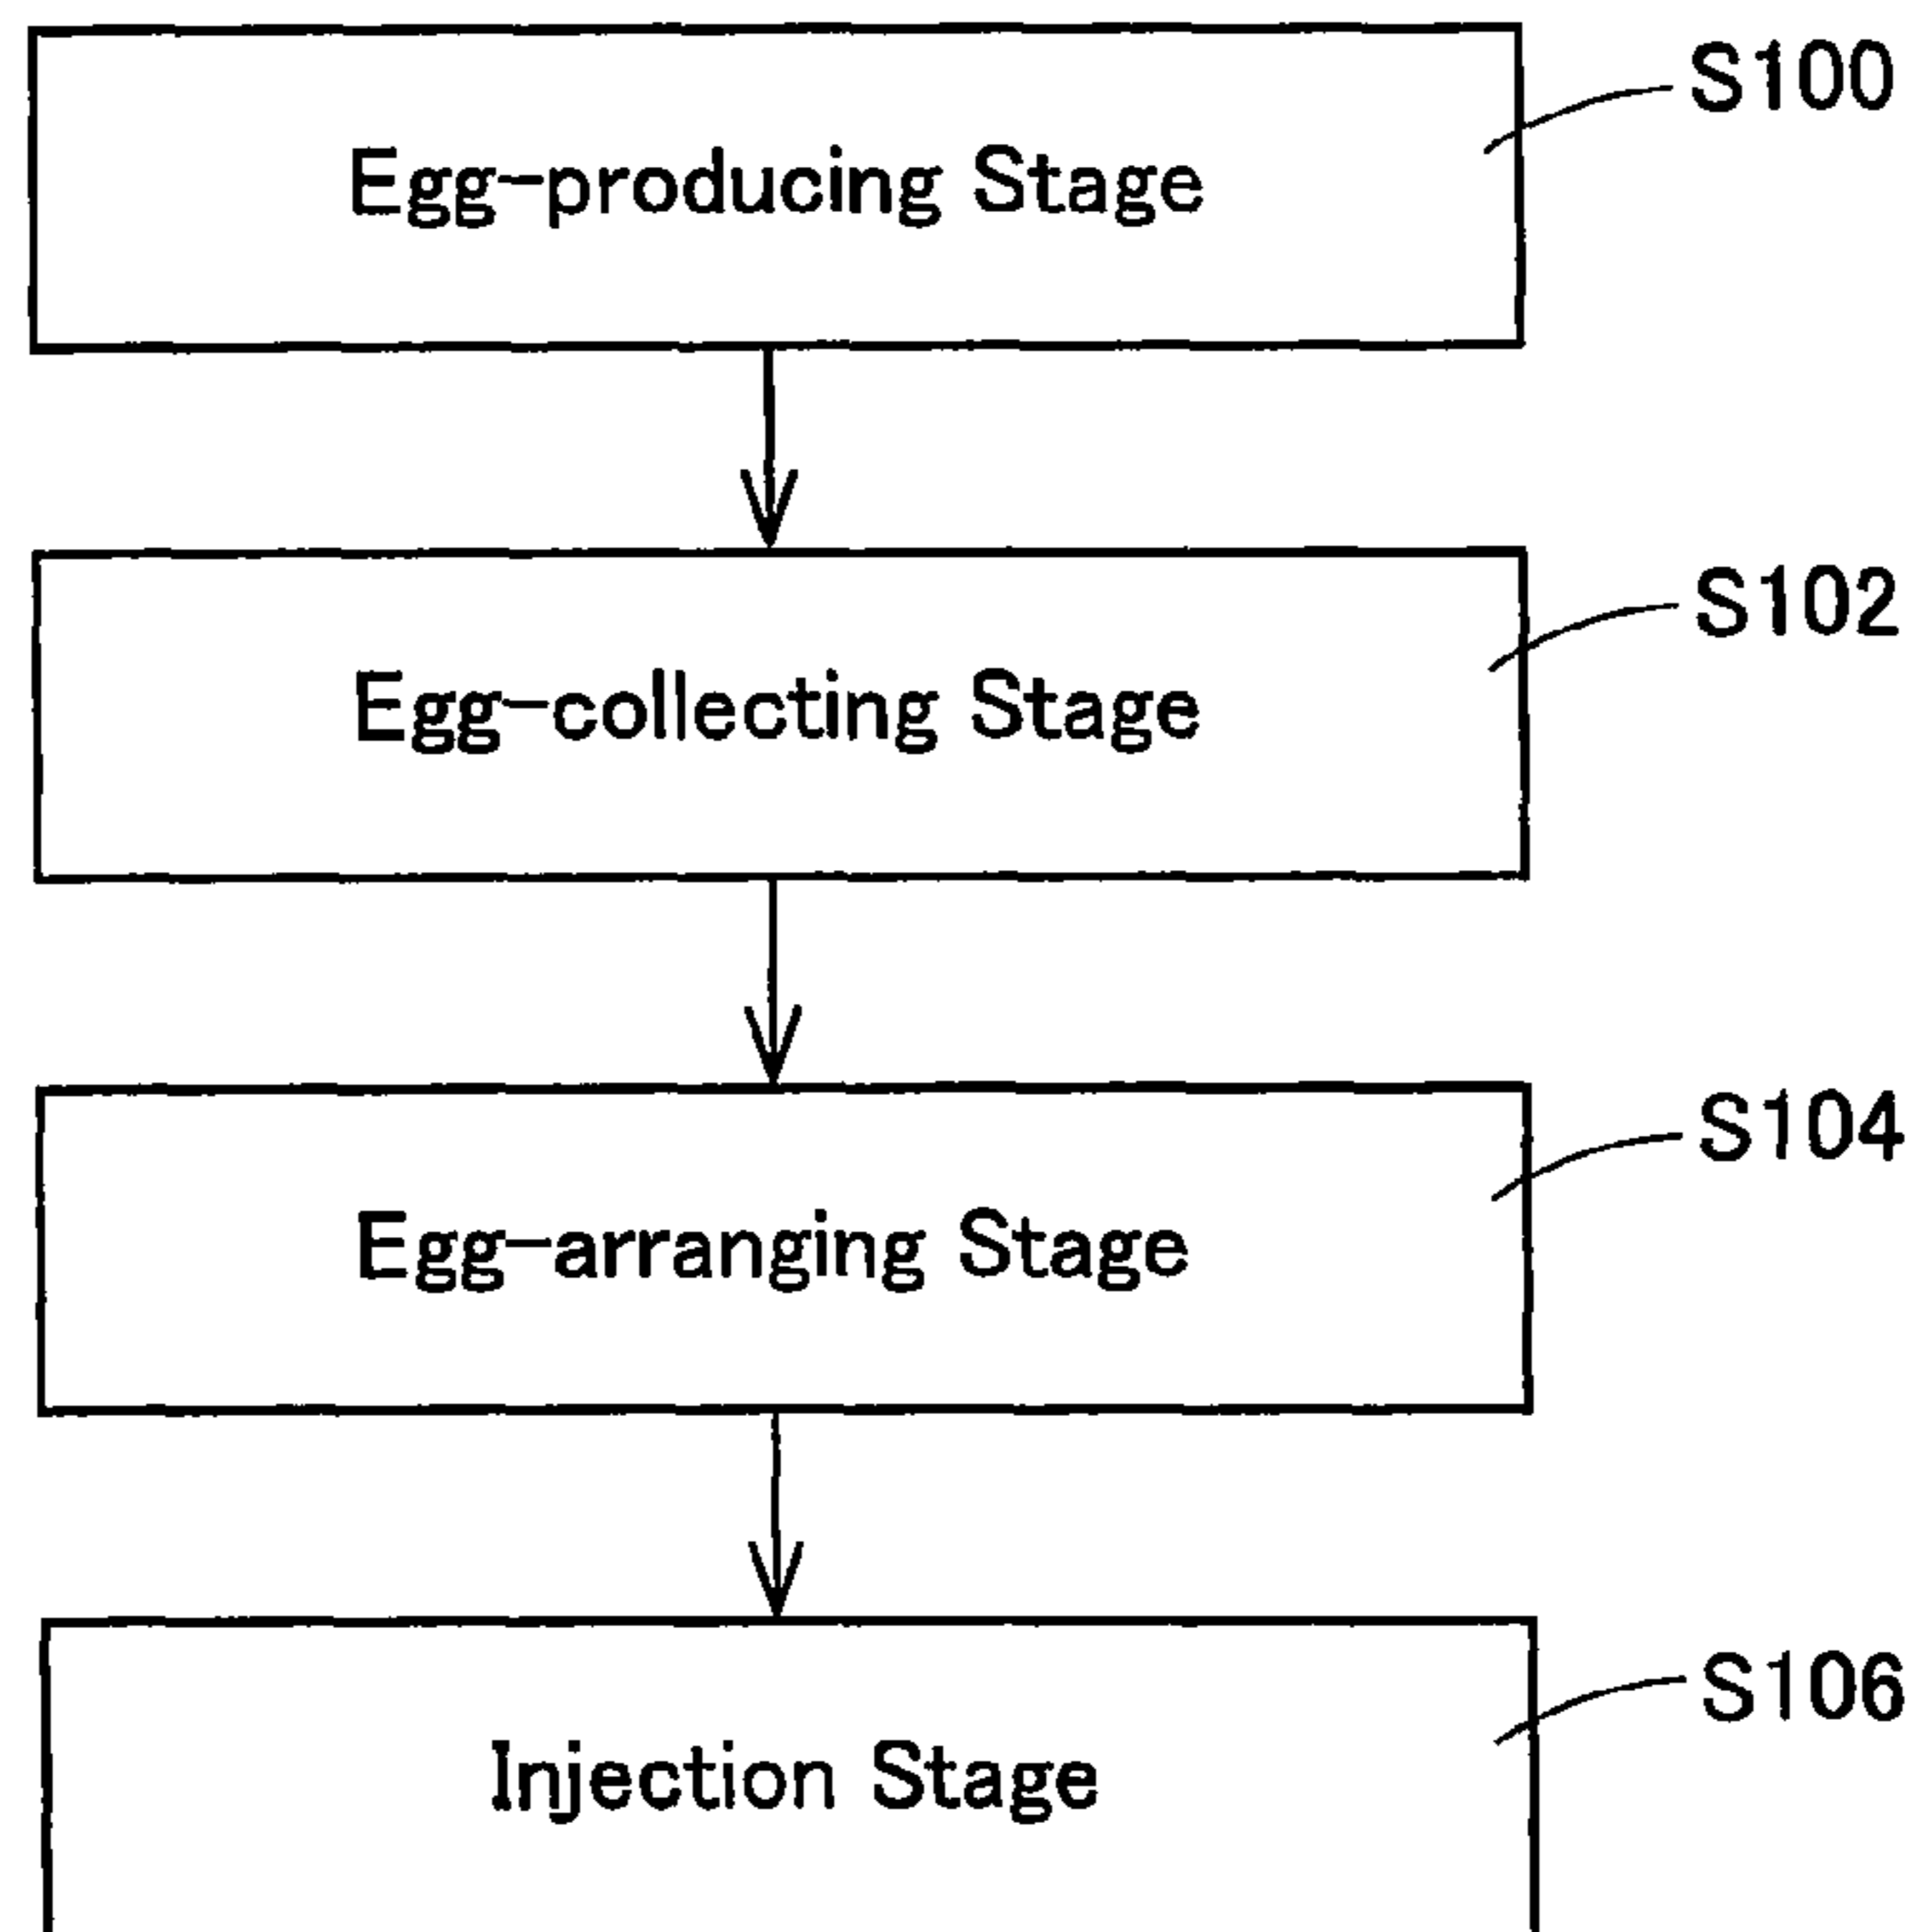 S100
Egg-producing Stage
S102
Egg-collecting Stage
S104
Egg-arranging Stage
S106
Injection Stage